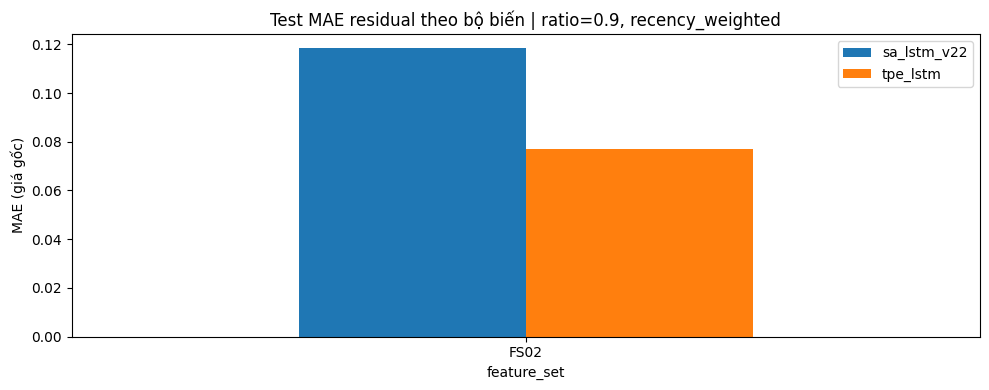 Test MAE residual theo bộ biến | ratio=0.9, recency_weighted
sa_lstm_v22
tpe_lstm
MAE (giá gốc)
0.12
0.10
0.08
0.06
0.04
0.02
0.00
FS02
feature_set